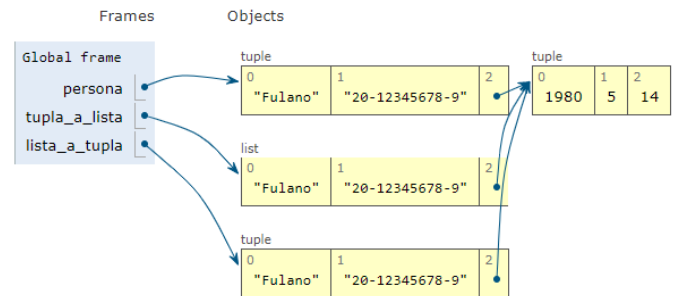 Frames Objects
Global frame
persona
tupla_a_lista
lista_a_tupla
tuple
0 1 2
"Fulano" "20-12345678-9"
tuple
0 1 2
1980 5 14
list
0 1 2
"Fulano" "20-12345678-9"
tuple
0 1 2
"Fulano" "20-12345678-9"